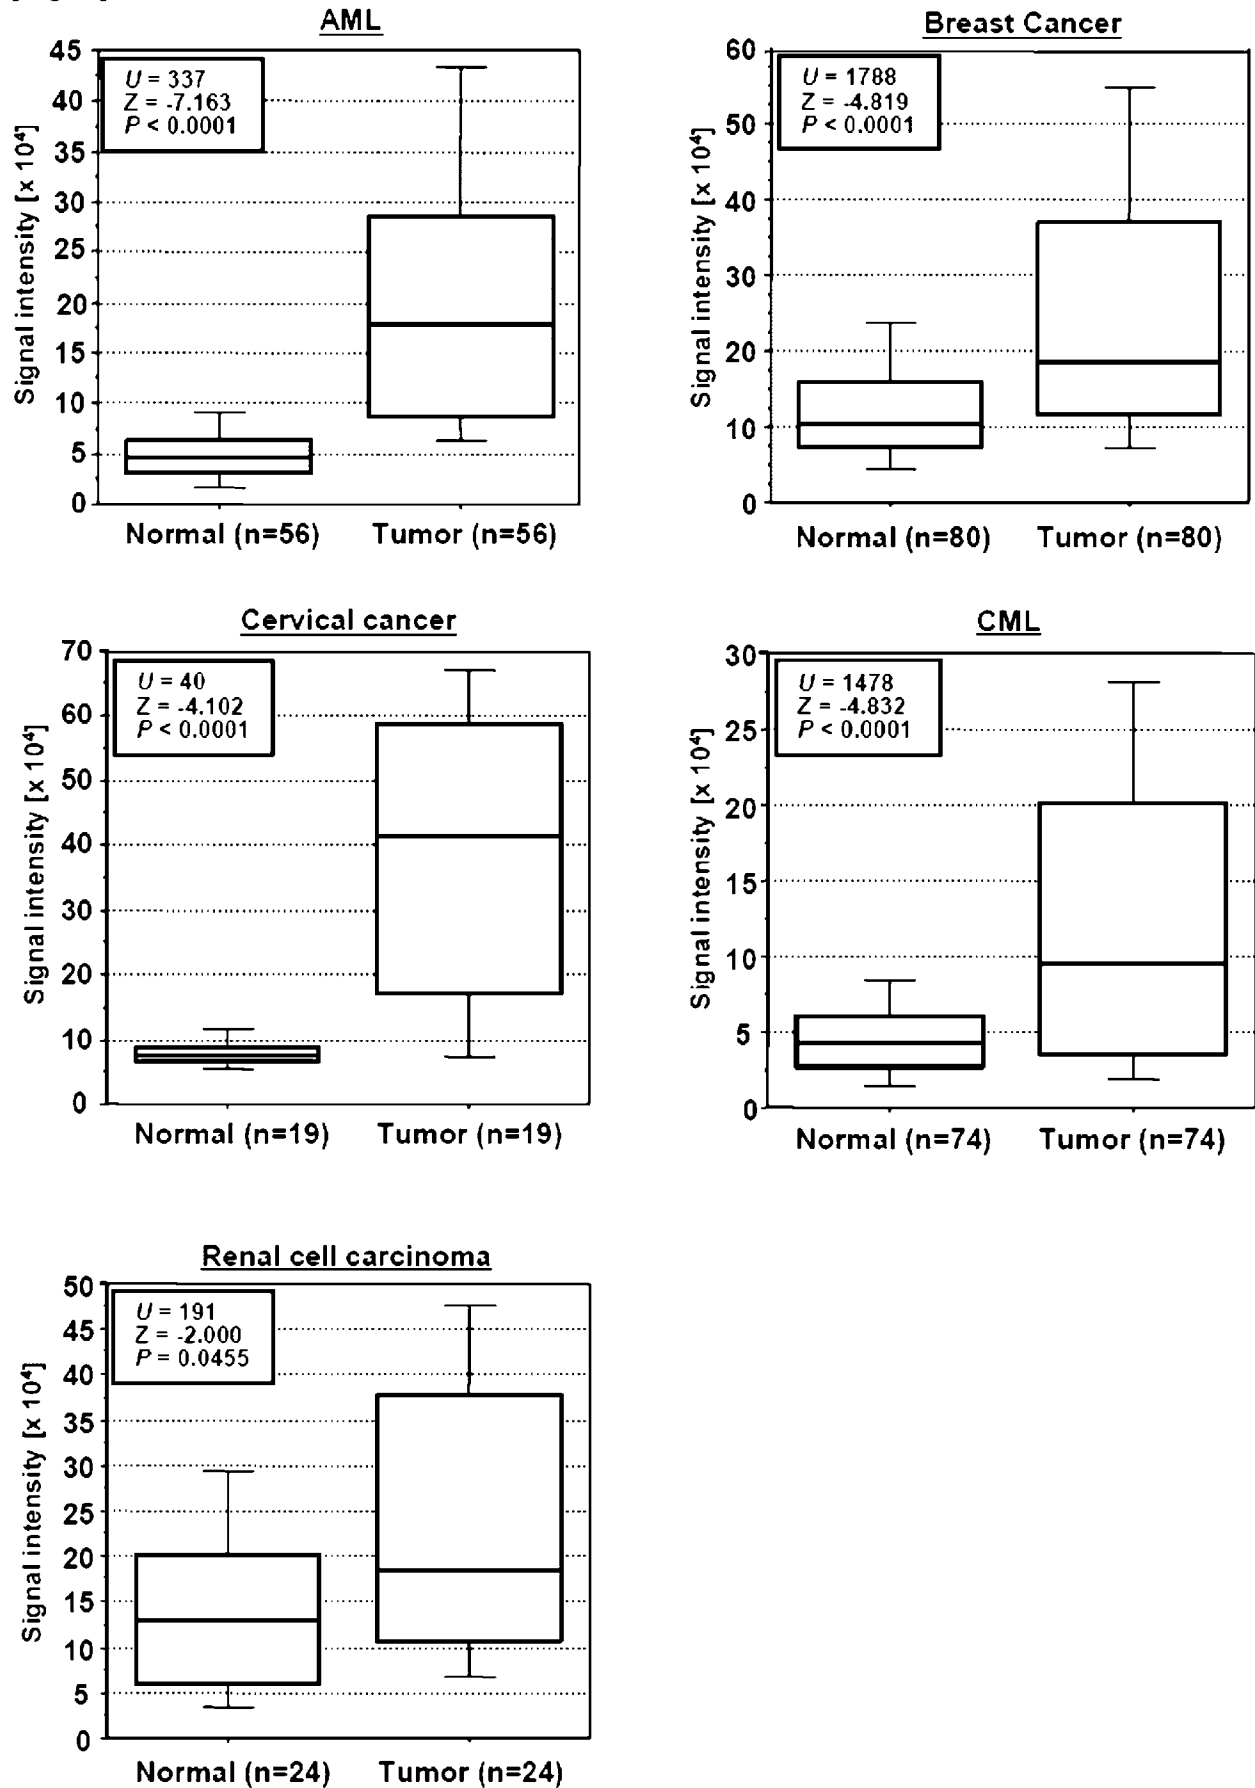 AML
Signal intensity [x 10⁴]
45
40
35
30
25
20
15
10
5
0
U = 337
Z = -7.163
P < 0.0001
Normal (n=56) Tumor (n=56)
Breast Cancer
Signal intensity [x 10⁴]
60
50
40
30
20
10
0
U = 1788
Z = -4.819
P < 0.0001
Normal (n=80) Tumor (n=80)
Cervical cancer
Signal intensity [x 10⁴]
70
60
50
40
30
20
10
0
U = 40
Z = -4.102
P < 0.0001
Normal (n=19) Tumor (n=19)
CML
Signal intensity [x 10⁴]
30
25
20
15
10
5
0
U = 1478
Z = -4.832
P < 0.0001
Normal (n=74) Tumor (n=74)
Renal cell carcinoma
Signal intensity [x 10⁴]
50
45
40
35
30
25
20
15
10
5
0
U = 191
Z = -2.000
P = 0.0455
Normal (n=24) Tumor (n=24)